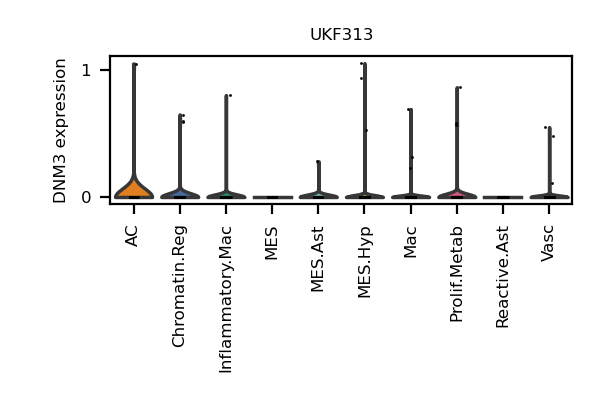 UKF313
DNM3 expression
1
0
AC
Chromatin.Reg
Inflammatory.Mac
MES
MES.Ast
MES.Hyp
Mac
Prolif.Metab
Reactive.Ast
Vasc